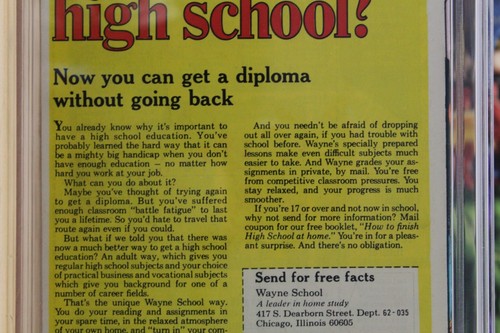 high school?
Now you can get a diploma
without going back
You already know why it's important to
have a high school education. You've
probably learned the hard way that it can
be a mighty big handicap when you don't
have enough education — no matter how
hard you work at your job.
What can you do about it?
Maybe you've thought of trying again
to get a diploma. But you've suffered
enough classroom "battle fatigue" to last
you a lifetime. So you'd hate to travel that
route again even if you could.
But what if we told you that there was
now a much better way to get a high school
education? An adult way, which gives you
regular high school subjects and your choice
of practical business and vocational subjects
which give you background for one of a
number of career fields.
That's the unique Wayne School way.
You do your reading and assignments in
your spare time, in the relaxed atmosphere
of your own home, and "turn in" your com-
And you needn't be afraid of dropping
out all over again, if you had trouble with
school before. Wayne's specially prepared
lessons make even difficult subjects much
easier to take. And Wayne grades your as-
signments in private, by mail. You're free
from competitive classroom pressures. You
stay relaxed, and your progress is much
smoother.
If you're 17 or over and not now in school,
why not send for more information? Mail
coupon for our free booklet, "How to finish
High School at home." You're in for a pleas-
ant surprise. And there's no obligation.
Send for free facts
Wayne School
A leader in home study
417 S. Dearborn Street. Dept. 62-035
Chicago, Illinois 60605